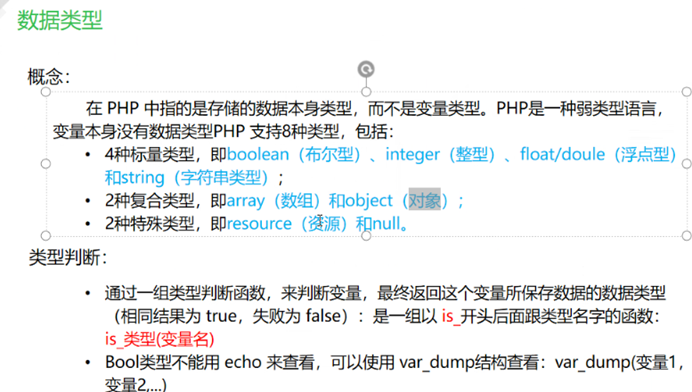 数据类型
概念：
在 PHP 中指的是存储的数据本身类型，而不是变量类型。PHP是一种弱类型语言，
变量本身没有数据类型PHP 支持8种类型，包括：
• 4种标量类型，即boolean（布尔型）、integer（整型）、float/doule（浮点型）
和string（字符串类型）；
• 2种复合类型，即array（数组）和object（对象）；
• 2种特殊类型，即resource（资源）和null。
类型判断：
• 通过一组类型判断函数，来判断变量，最终返回这个变量所保存数据的数据类型
（相同结果为 true，失败为 false）：是一组以 is_开头后面跟类型名字的函数：
is_类型(变量名)
• Bool类型不能用 echo 来查看，可以使用 var_dump结构查看：var_dump(变量1，
变量2,...)